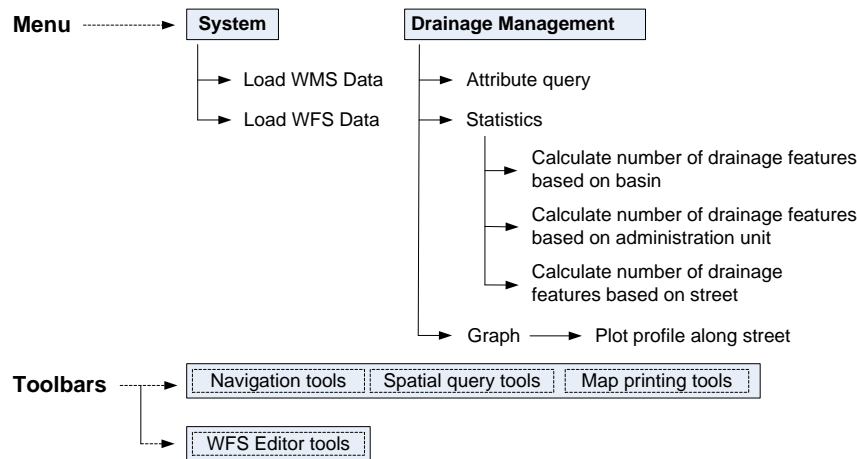 Menu
System
Drainage Management
Load WMS Data
Load WFS Data
Attribute query
Statistics
Calculate number of drainage features
based on basin
Calculate number of drainage features
based on administration unit
Calculate number of drainage
features based on street
Graph
Plot profile along street
Toolbars
Navigation tools
Spatial query tools
Map printing tools
WFS Editor tools